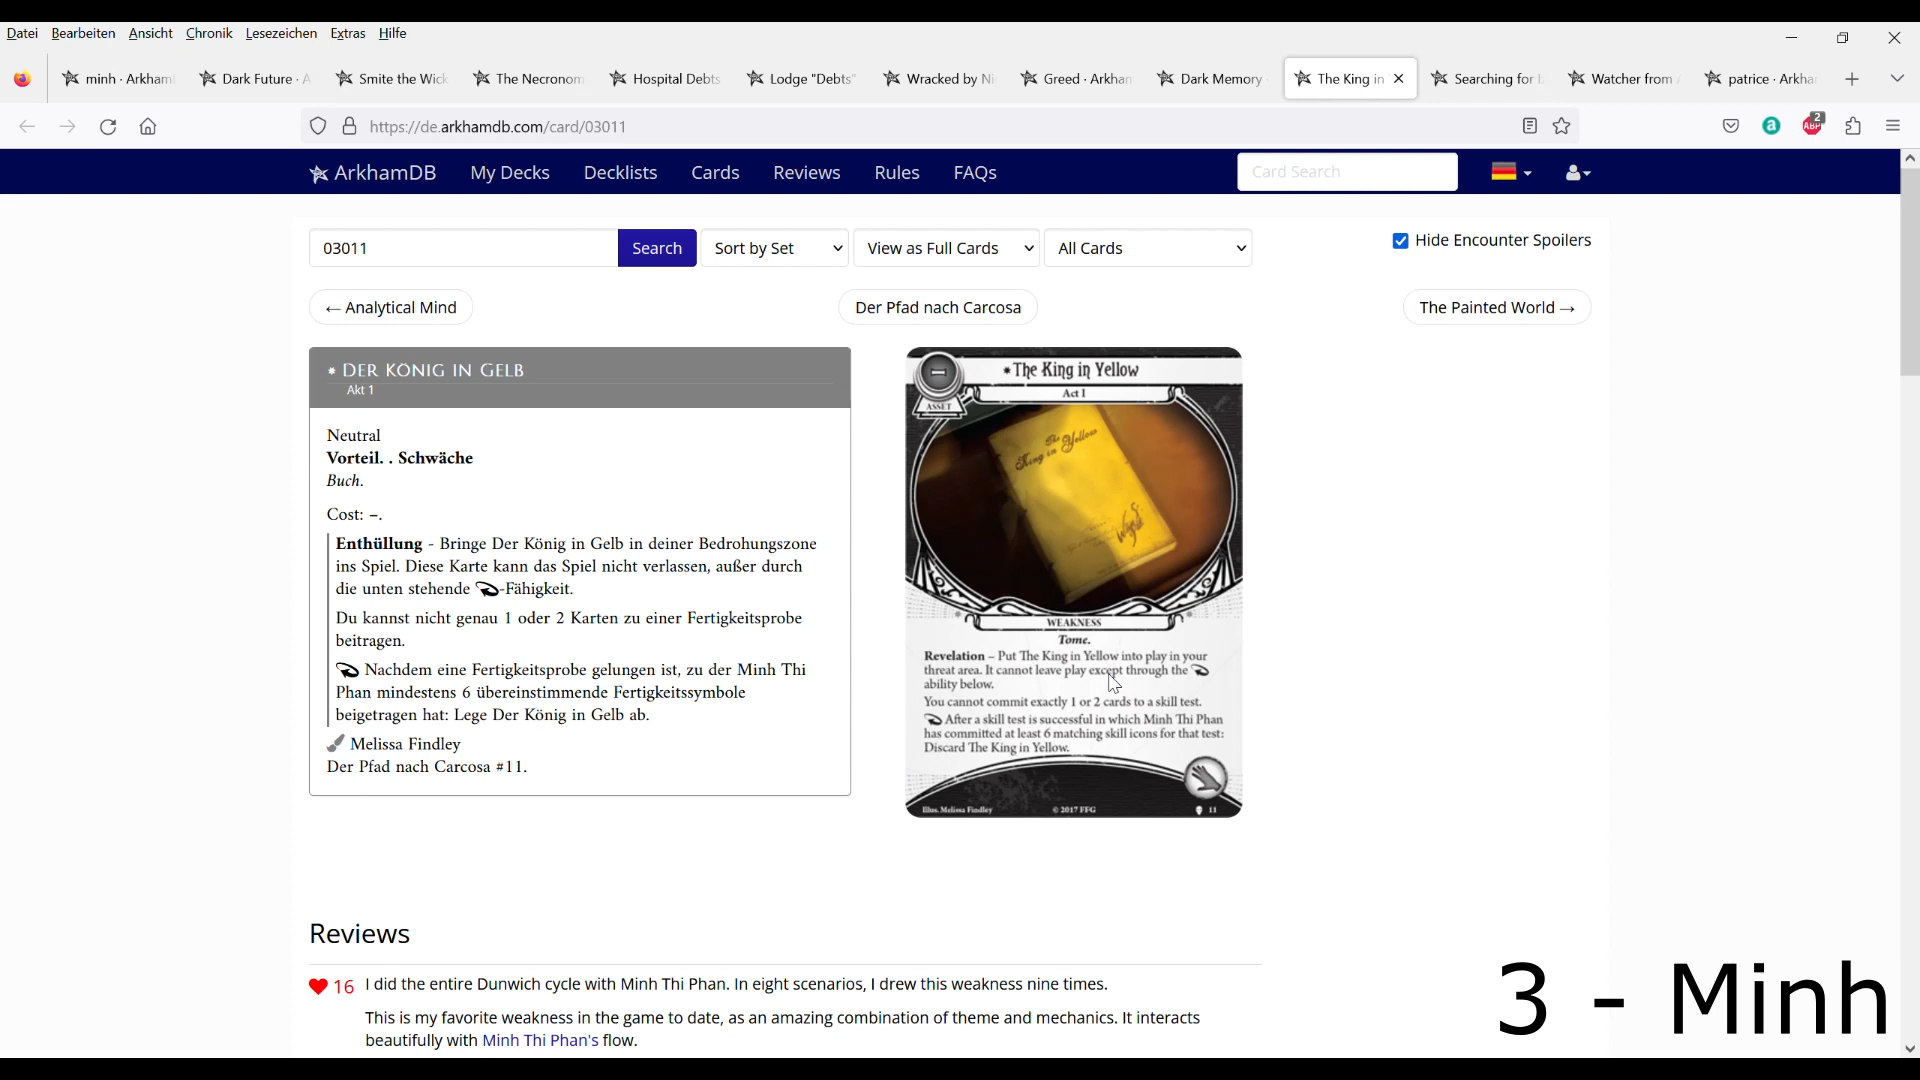 Datei Bearbeiten Ansicht Chronik Lesezeichen Extras Hilfe
minh · Arkham Dark Future · A Smite the Wick The Necronom Hospital Debts Lodge "Debts" Wracked by Ni Greed · Arkhan Dark Memory The King in Searching for Watcher from patrice · Arkha
https://de.arkhamdb.com/card/03011
2
ABP
ArkhamDB My Decks Decklists Cards Reviews Rules FAQs Card Search
03011 Search Sort by Set View as Full Cards All Cards Hide Encounter Spoilers
← Analytical Mind Der Pfad nach Carcosa The Painted World →
DER KÖNIG IN GELB
Akt 1
Neutral
Vorteil. . Schwäche
Buch.
Cost: –.
Enthüllung - Bringe Der König in Gelb in deiner Bedrohungszone
ins Spiel. Diese Karte kann das Spiel nicht verlassen, außer durch
die unten stehende -Fähigkeit.
Du kannst nicht genau 1 oder 2 Karten zu einer Fertigkeitsprobe
beitragen.
Nachdem eine Fertigkeitsprobe gelungen ist, zu der Minh Thi
Phan mindestens 6 übereinstimmende Fertigkeitssymbole
beigetragen hat: Lege Der König in Gelb ab.
Melissa Findley
Der Pfad nach Carcosa #11.
The King in Yellow
ASSET
Act I
The
King in Yellow
WEAKNESS
Tome.
Revelation – Put The King in Yellow into play in your
threat area. It cannot leave play except through the
ability below.
You cannot commit exactly 1 or 2 cards to a skill test.
After a skill test is successful in which Minh Thi Phan
has committed at least 6 matching skill icons for that test:
Discard The King in Yellow.
Illus. Melissa Findley © 2017 FFG 11
Reviews
16 I did the entire Dunwich cycle with Minh Thi Phan. In eight scenarios, I drew this weakness nine times.
This is my favorite weakness in the game to date, as an amazing combination of theme and mechanics. It interacts
beautifully with Minh Thi Phan's flow.
3 - Minh